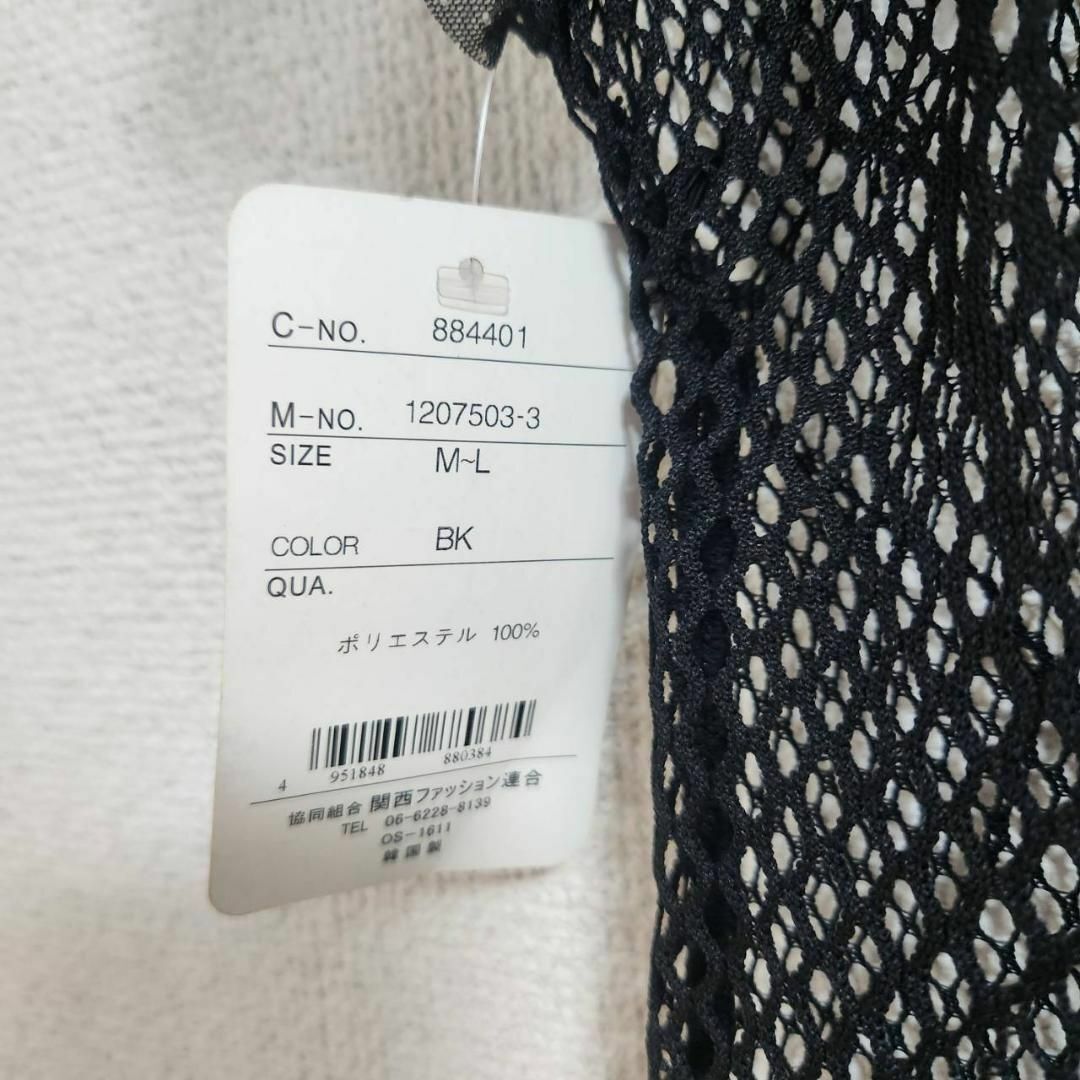 C-NO. 884401
M-NO. 1207503-3
SIZE M~L
COLOR BK
QUA.
ポリエステル 100%
4 951848 880384
協同組合 関西ファッション連合
TEL 06-6228-8139
OS-1611
韓国製